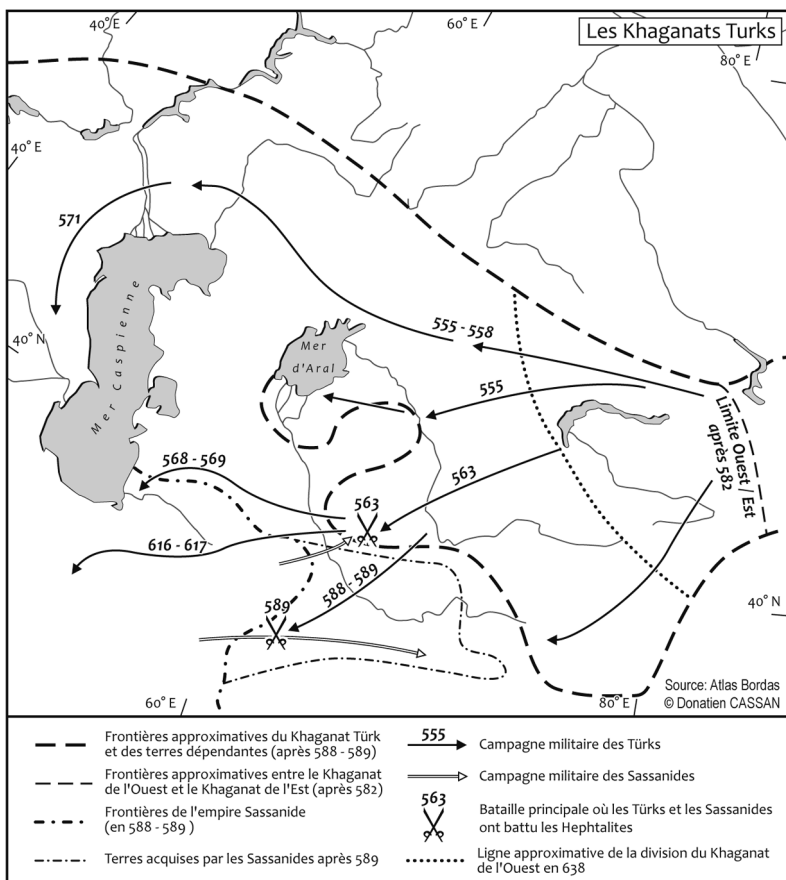 Les Khaganats Turks
40° E
60° E
80° E
40° E
571
40° N
Mer Caspienne
Mer
d'Aral
555 - 558
555
Limite Ouest / Est
après 582
568 - 569
563
563
616 - 617
588 - 589
589
40° N
60° E
80° E
Source: Atlas Bordas
© Donatien CASSAN
Frontières approximatives du Khaganat Türk
et des terres dépendantes (après 588 - 589)
Frontières approximatives entre le Khaganat
de l'Ouest et le Khaganat de l'Est (après 582)
Frontières de l'empire Sassanide
(en 588 - 589 )
Terres acquises par les Sassanides après 589
555
Campagne militaire des Türks
Campagne militaire des Sassanides
563
Bataille principale où les Türks et les Sassanides
ont battu les Hephtalites
Ligne approximative de la division du Khaganat
de l'Ouest en 638